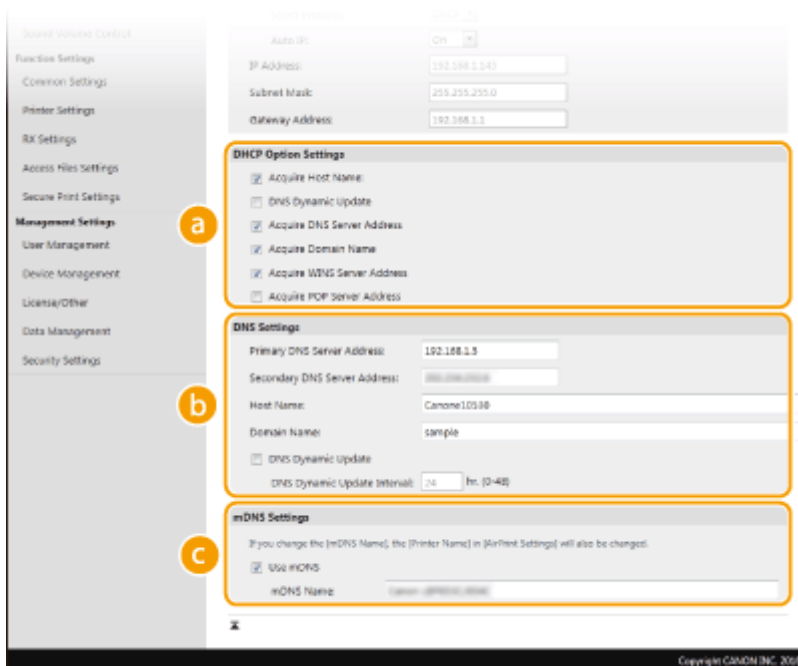 Sound Volume Control
Auto IP:
On
Function Settings
IP Address:
192.168.1.143
Common Settings
Subnet Mask:
255.255.255.0
Printer Settings
Gateway Address:
192.168.1.1
RX Settings
Access Files Settings
Secure Print Settings
Management Settings
User Management
Device Management
License/Other
Data Management
Security Settings
a
DHCP Option Settings
Acquire Host Name:
DNS Dynamic Update
Acquire DNS Server Address
Acquire Domain Name
Acquire WINS Server Address
Acquire POP Server Address
b
DNS Settings
Primary DNS Server Address:
192.168.1.5
Secondary DNS Server Address:
Host Name:
Canone10538
Domain Name:
sample
DNS Dynamic Update
DNS Dynamic Update Interval:
24
hr. (0-48)
c
mDNS Settings
If you change the [mDNS Name], the [Printer Name] in [AirPrint Settings] will also be changed.
Use mDNS
mDNS Name
Copyright CANON INC.